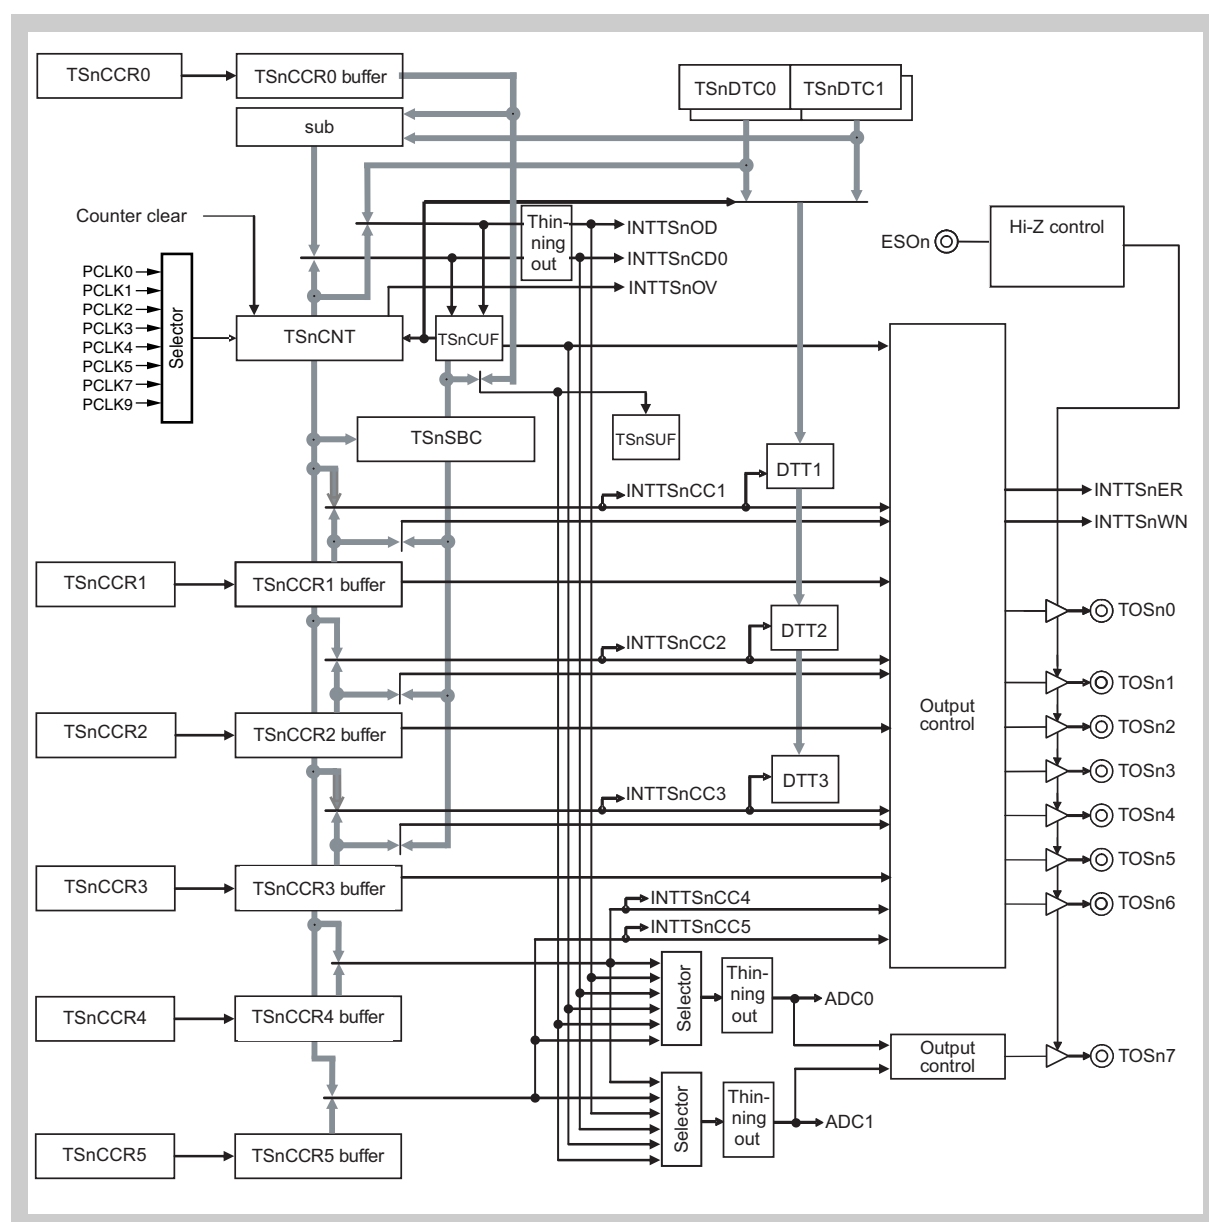 TSnCCR0
TSnCCR0 buffer
TSnDTC0
TSnDTC1
sub
Counter clear
Thin-
ning
out
INTTSnOD
INTTSnCD0
INTTSnOV
ESOn
Hi-Z control
PCLK0
PCLK1
PCLK2
PCLK3
PCLK4
PCLK5
PCLK7
PCLK9
Selector
TSnCNT
TSnCUF
TSnSBC
TSnSUF
DTT1
INTTSnCC1
INTTSnER
INTTSnWN
TSnCCR1
TSnCCR1 buffer
DTT2
INTTSnCC2
TOSn0
TOSn1
TSnCCR2
TSnCCR2 buffer
Output
control
TOSn2
TOSn3
DTT3
INTTSnCC3
TOSn4
TOSn5
TSnCCR3
TSnCCR3 buffer
INTTSnCC4
TOSn6
INTTSnCC5
Selector
Thin-
ning
out
ADC0
TSnCCR4
TSnCCR4 buffer
Output
control
TOSn7
Selector
Thin-
ning
out
ADC1
TSnCCR5
TSnCCR5 buffer